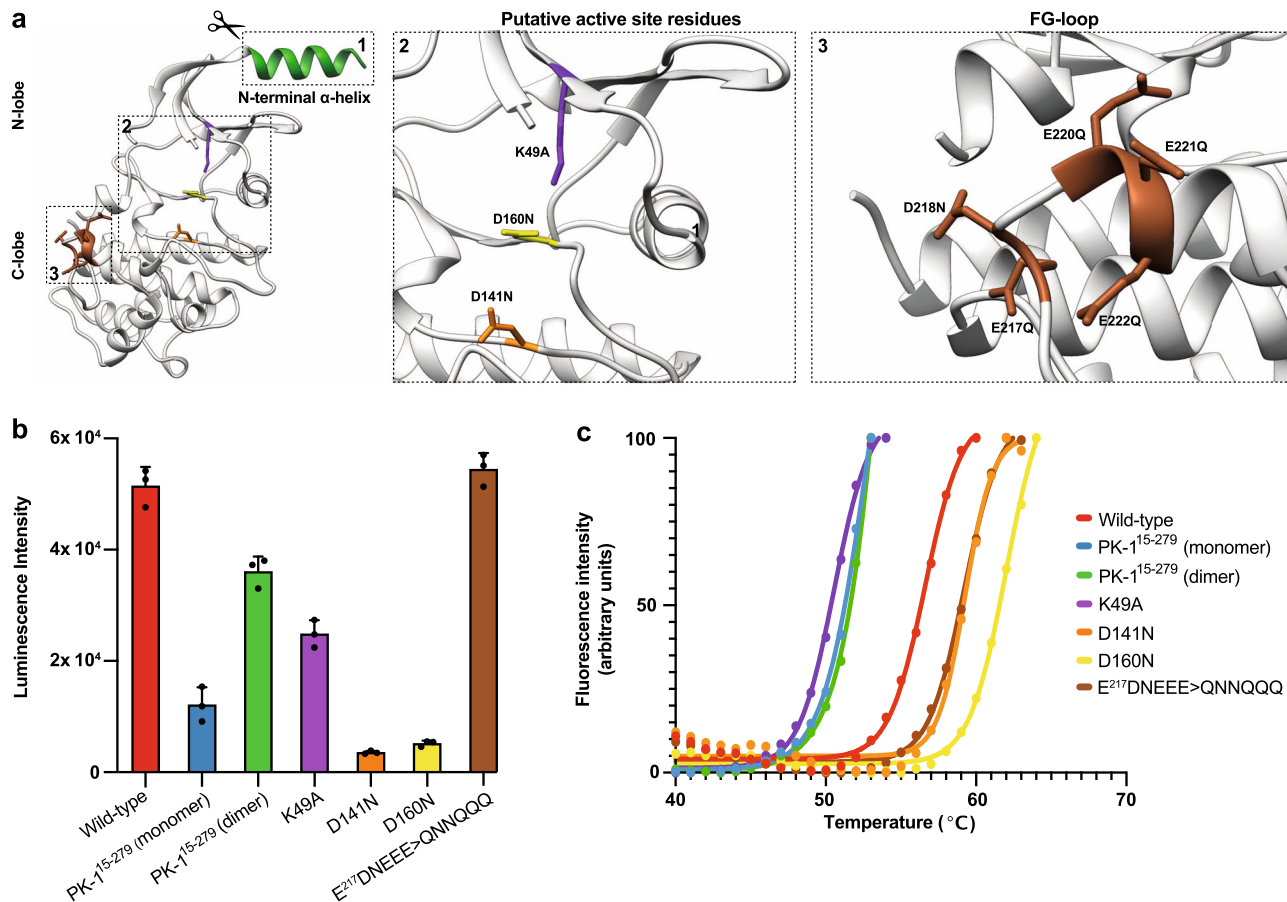 a
1
N-terminal α-helix
N-lobe
C-lobe
2
3
Putative active site residues
2
K49A
D160N
1
D141N
FG-loop
3
E220Q
E221Q
D218N
E217Q
E222Q
b
Luminescence Intensity
6x 10⁴
4x 10⁴
2x 10⁴
0
Wild-type
PK-1¹⁵⁻²⁷⁹ (monomer)
PK-1¹⁵⁻²⁷⁹ (dimer)
K49A
D141N
D160N
E²¹⁷DNEEE>QNNQQQ
c
Fluorescence intensity
(arbitrary units)
100
50
0
40
50
60
70
Temperature (°C)
Wild-type
PK-1¹⁵⁻²⁷⁹ (monomer)
PK-1¹⁵⁻²⁷⁹ (dimer)
K49A
D141N
D160N
E²¹⁷DNEEE>QNNQQQ